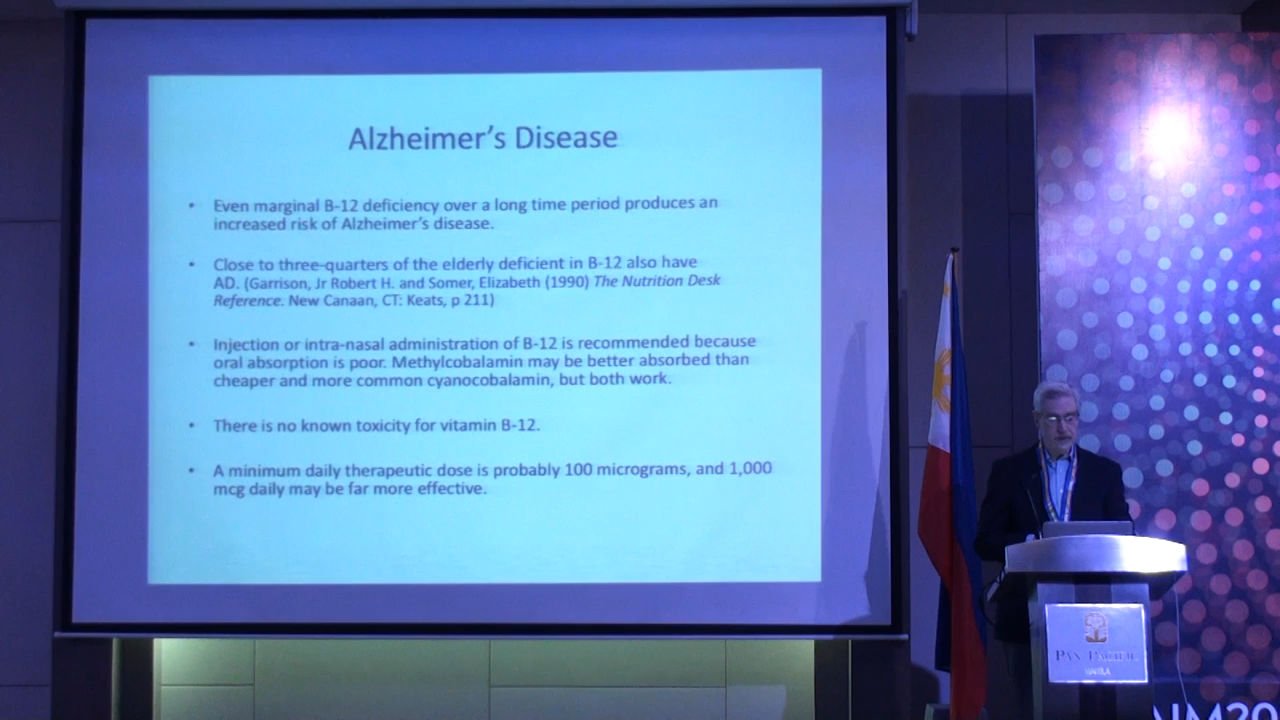 Alzheimer's Disease
• Even marginal B-12 deficiency over a long time period produces an
increased risk of Alzheimer's disease.
• Close to three-quarters of the elderly deficient in B-12 also have
AD. (Garrison, Jr Robert H. and Somer, Elizabeth (1990) The Nutrition Desk
Reference. New Canaan, CT: Keats, p 211)
• Injection or intra-nasal administration of B-12 is recommended because
oral absorption is poor. Methylcobalamin may be better absorbed than
cheaper and more common cyanocobalamin, but both work.
• There is no known toxicity for vitamin B-12.
• A minimum daily therapeutic dose is probably 100 micrograms, and 1,000
mcg daily may be far more effective.
PAN PACIFIC
MANILA